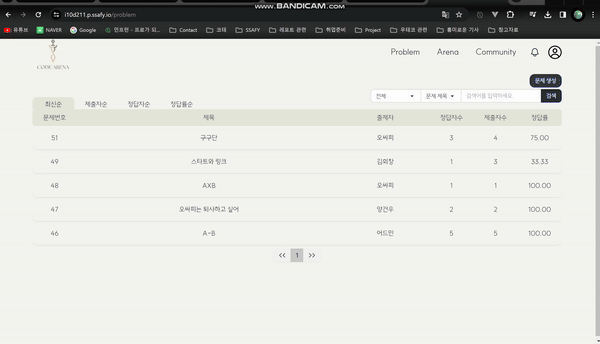 WWW.BANDICAM.COM
i10d211.p.ssafy.io/problem
유튜브 NAVER Google 인프런 - 프로가 되... Contact 코테 SSAFY 레포트 관련 취업준비 Project 우테코 관련 흥미로운 기사 참고자료
Problem Arena Community
문제 생성
전체 문제 제목 검색어를 입력하세요. 검색
최신순 제출자순 정답자순 정답률순
문제번호 제목 출제자 정답자수 제출자수 정답률
51 구구단 오싸피 3 4 75.00
49 스타트와 링크 김회창 1 3 33.33
48 AXB 오싸피 1 1 100.00
47 오싸피는 퇴사하고 싶어 양건우 2 2 100.00
46 A-B 어드민 5 5 100.00
1